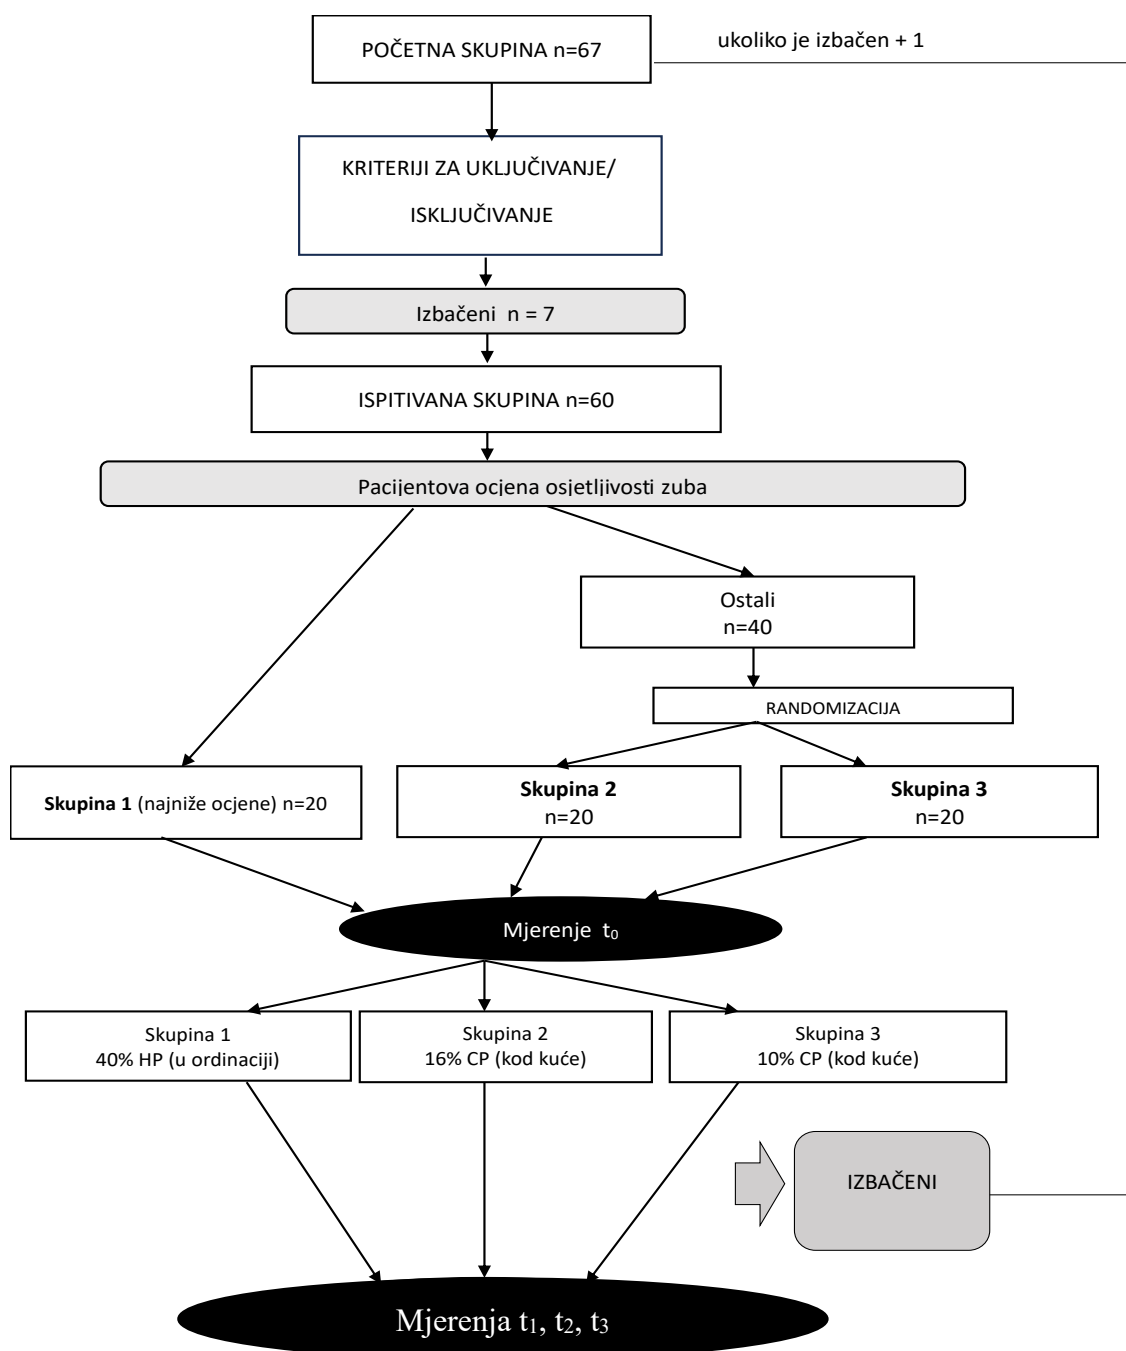 POČETNA SKUPINA n=67
ukoliko je izbačen + 1
KRITERIJI ZA UKLJUČIVANJE/
ISKLJUČIVANJE
Izbačeni n = 7
ISPITIVANA SKUPINA n=60
Pacijentova ocjena osjetljivosti zuba
Ostali
n=40
RANDOMIZACIJA
Skupina 1 (najniže ocjene) n=20
Skupina 2
n=20
Skupina 3
n=20
Mjerenje t₀
Skupina 1
40% HP (u ordinaciji)
Skupina 2
16% CP (kod kuće)
Skupina 3
10% CP (kod kuće)
IZBAČENI
Mjerenja t₁, t₂, t₃